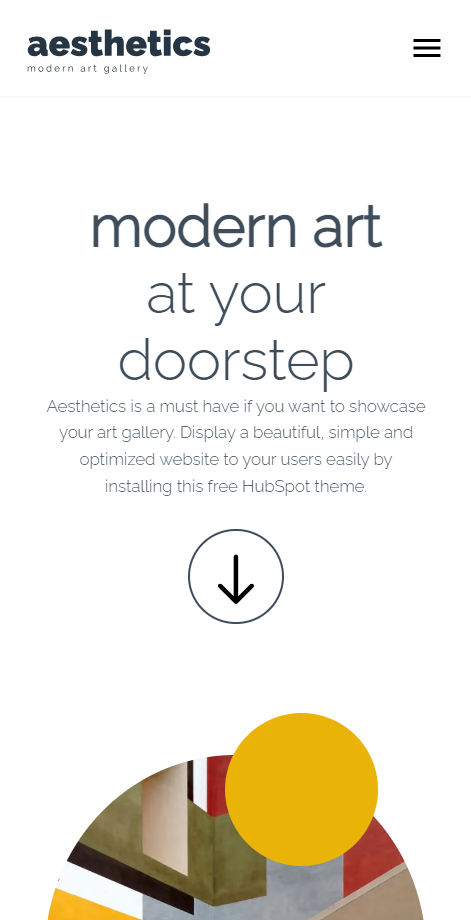 aesthetics
modern art gallery
modern art
at your
doorstep
Aesthetics is a must have if you want to showcase
your art gallery. Display a beautiful, simple and
optimized website to your users easily by
installing this free HubSpot theme.